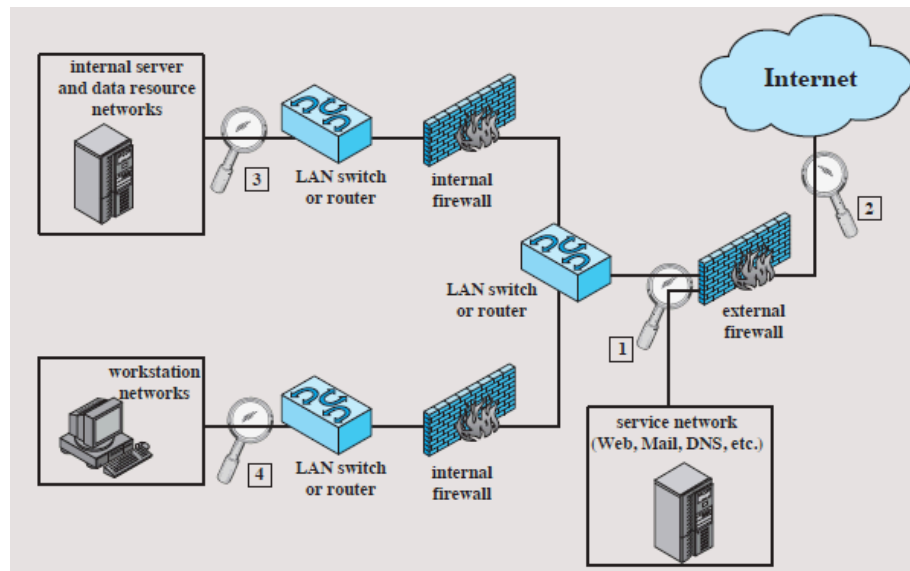 internal server
and data resource
networks
3
LAN switch
or router
internal
firewall
Internet
2
LAN switch
or router
1
external
firewall
workstation
networks
4
LAN switch
or router
internal
firewall
service network
(Web, Mail, DNS, etc.)